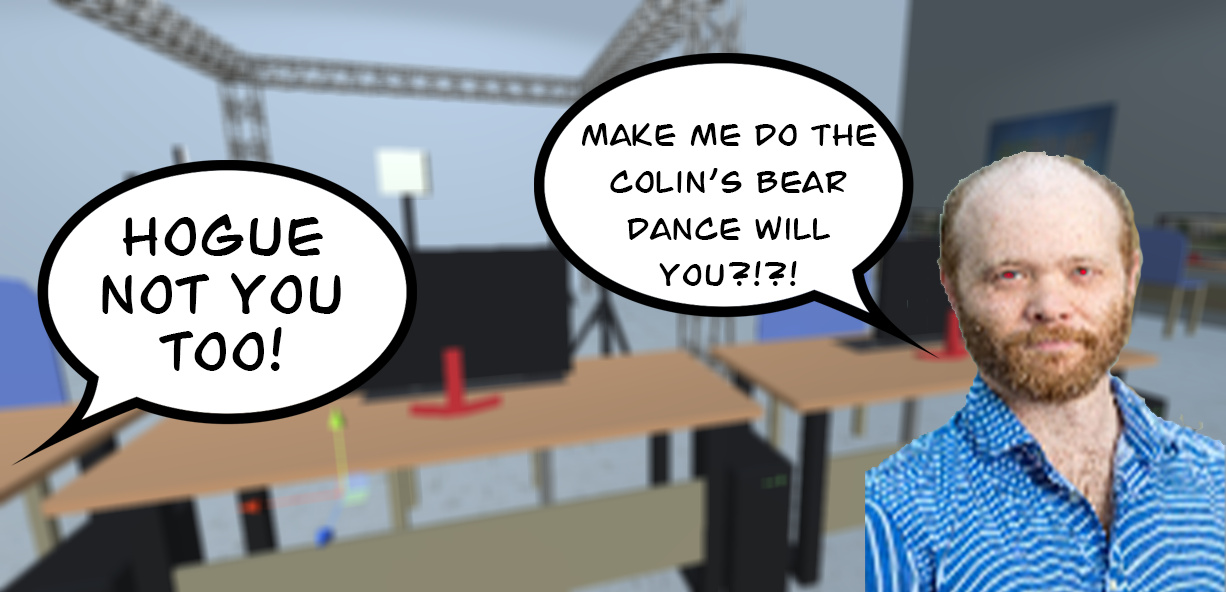 HOGUE
NOT YOU
TOO!
MAKE ME DO THE
COLIN'S BEAR
DANCE WILL
YOU?!?!